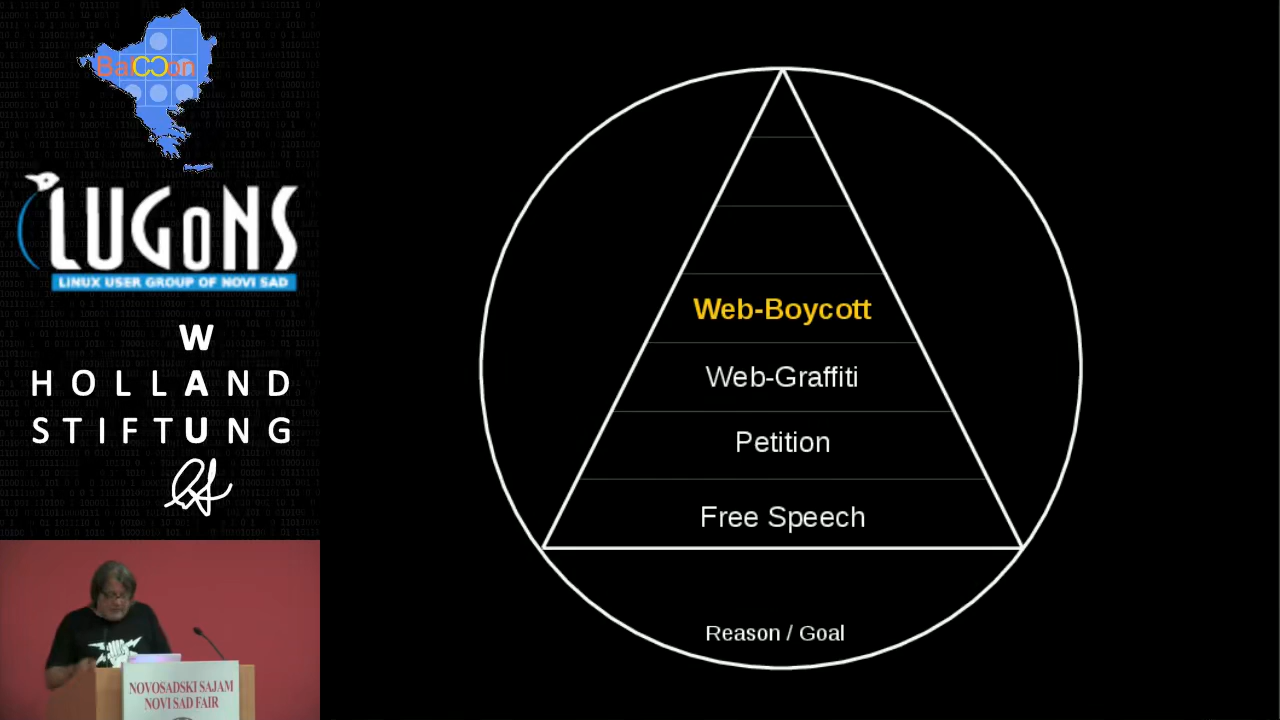 BalCCon
LUGoNS
LINUX USER GROUP OF NOVI SAD
W
HOLLAND
STIFTUNG
NOVOSADSKI SAJAM
NOVI SAD FAIR
Web-Boycott
Web-Graffiti
Petition
Free Speech
Reason / Goal